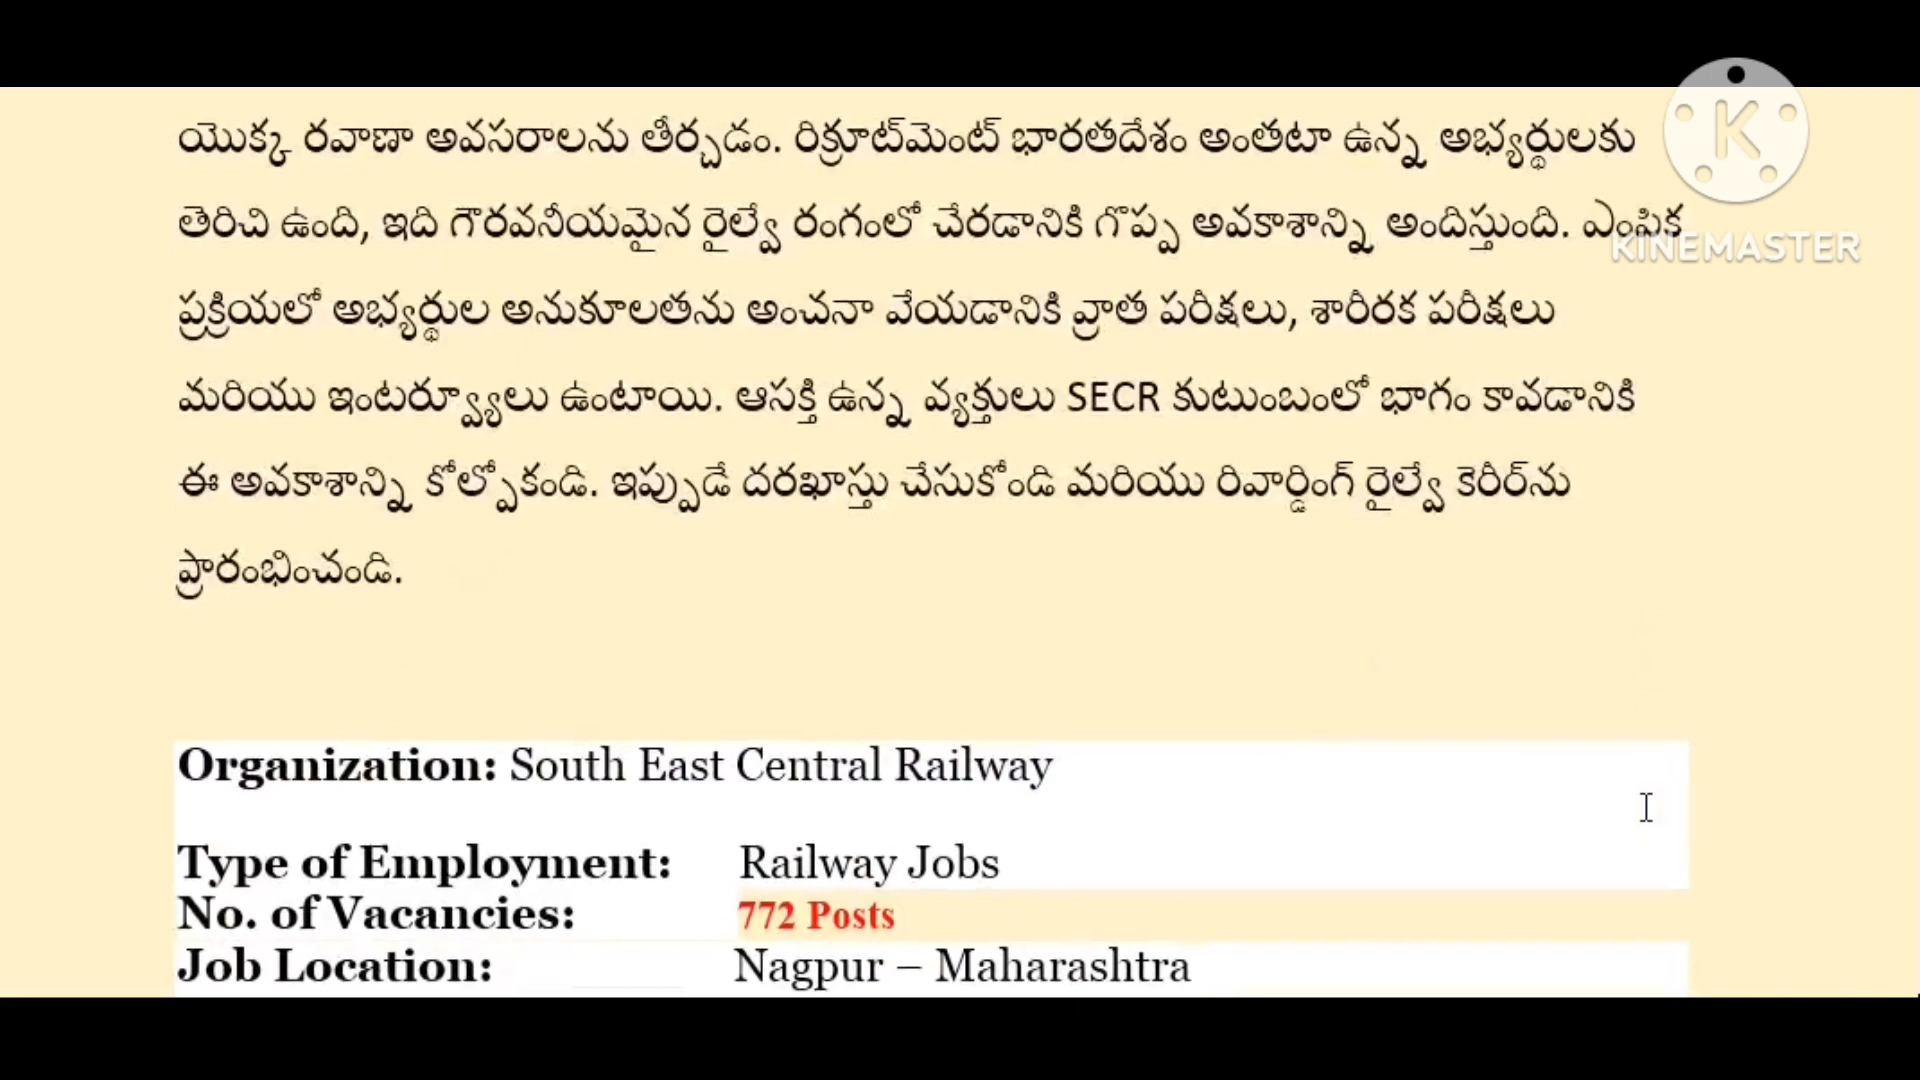 యొక్క రవాణా అవసరాలను తీర్చడం. రిక్రూట్‌మెంట్ భారతదేశం అంతటా ఉన్న అభ్యర్థులకు
తెరిచి ఉంది, ఇది గౌరవనీయమైన రైల్వే రంగంలో చేరడానికి గొప్ప అవకాశాన్ని అందిస్తుంది. ఎంపిక
ప్రక్రియలో అభ్యర్థుల అనుకూలతను అంచనా వేయడానికి వ్రాత పరీక్షలు, శారీరక పరీక్షలు
మరియు ఇంటర్వ్యూలు ఉంటాయి. ఆసక్తి ఉన్న వ్యక్తులు SECR కుటుంబంలో భాగం కావడానికి
ఈ అవకాశాన్ని కోల్పోకండి. ఇప్పుడే దరఖాస్తు చేసుకోండి మరియు రివార్డింగ్ రైల్వే కెరీర్‌ను
ప్రారంభించండి.
K
KINEMASTER
Organization: South East Central Railway
Type of Employment: Railway Jobs
No. of Vacancies: 772 Posts
Job Location: Nagpur – Maharashtra